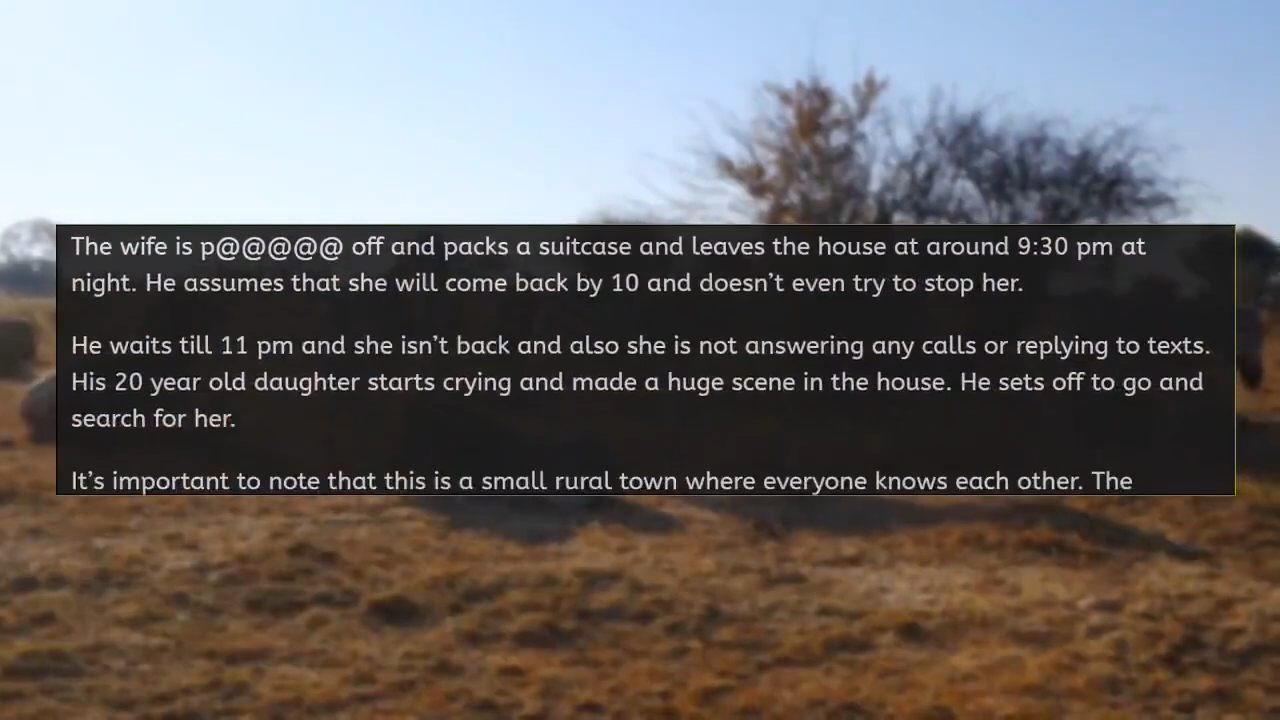 The wife is p@@@@@ off and packs a suitcase and leaves the house at around 9:30 pm at
night. He assumes that she will come back by 10 and doesn’t even try to stop her.
He waits till 11 pm and she isn’t back and also she is not answering any calls or replying to texts.
His 20 year old daughter starts crying and made a huge scene in the house. He sets off to go and
search for her.
It’s important to note that this is a small rural town where everyone knows each other. The